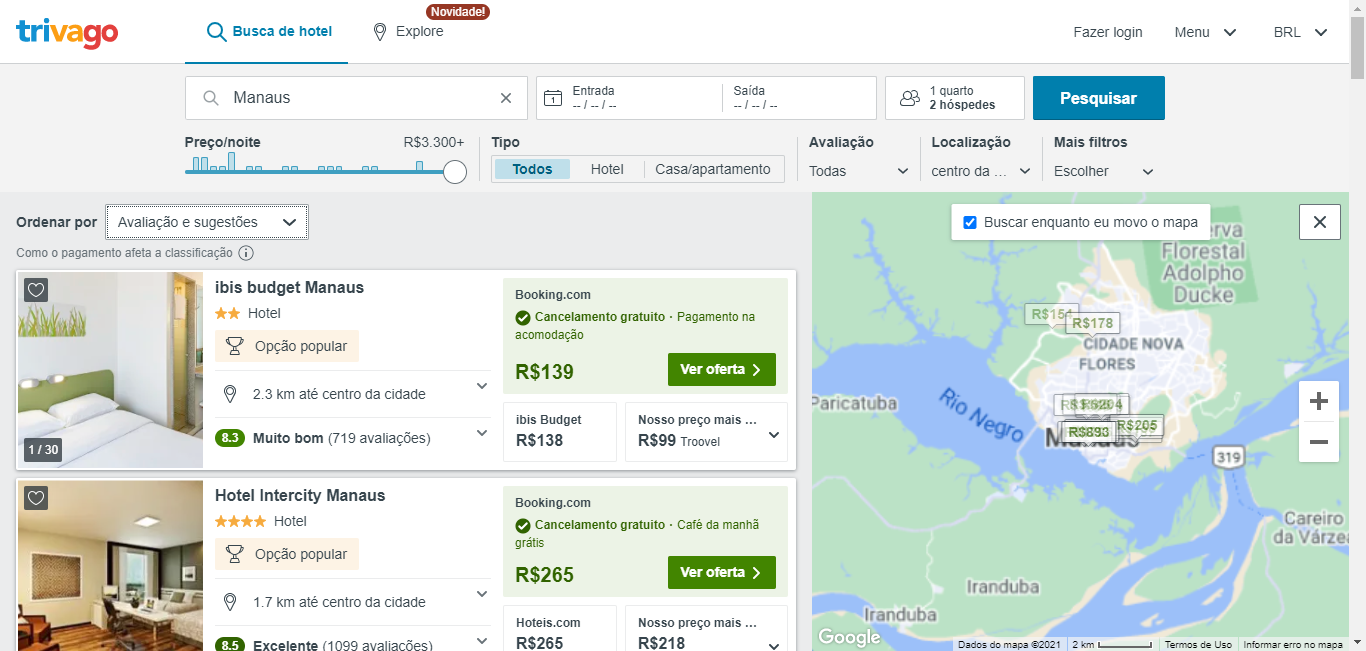 trivago
Busca de hotel
Novidade!
Explore
Fazer login
Menu
BRL
Manaus
Entrada
-- / -- / --
Saída
-- / -- / --
1 quarto
2 hóspedes
Pesquisar
Preço/noite
R$3.300+
Tipo
Todos
Hotel
Casa/apartamento
Avaliação
Todas
Localização
centro da ...
Mais filtros
Escolher
Ordenar por
Avaliação e sugestões
Como o pagamento afeta a classificação
ibis budget Manaus
Hotel
Opção popular
2.3 km até centro da cidade
8.3 Muito bom (719 avaliações)
1 / 30
Booking.com
Cancelamento gratuito · Pagamento na
acomodação
R$139
Ver oferta
ibis Budget
R$138
Nosso preço mais ...
R$99 Troovel
Hotel Intercity Manaus
Hotel
Opção popular
1.7 km até centro da cidade
8.5 Excelente (1099 avaliações)
Booking.com
Cancelamento gratuito · Café da manhã
grátis
R$265
Ver oferta
Hoteis.com
R$265
Nosso preço mais ...
R$218
Buscar enquanto eu movo o mapa
Florestal
Adolpho
Ducke
R$154
R$178
CIDADE NOVA
FLORES
Paricatuba
Rio Negro
R$205
R$893
Manaus
319
Careiro
da Várzea
Iranduba
Iranduba
Google
Dados do mapa ©2021
2 km
Termos de Uso
Informar erro no mapa